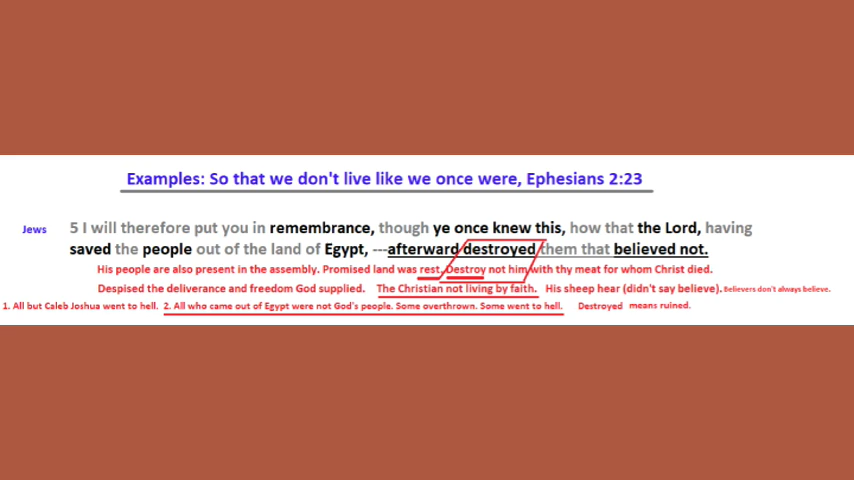 Examples: So that we don't live like we once were, Ephesians 2:23
Jews 5 I will therefore put you in remembrance, though ye once knew this, how that the Lord, having
saved the people out of the land of Egypt, ---afterward destroyed them that believed not.
His people are also present in the assembly. Promised land was rest. Destroy not him with thy meat for whom Christ died.
Despised the deliverance and freedom God supplied. The Christian not living by faith. His sheep hear (didn't say believe). Believers don't always believe.
1. All but Caleb Joshua went to hell. 2. All who came out of Egypt were not God's people. Some overthrown. Some went to hell. Destroyed means ruined.